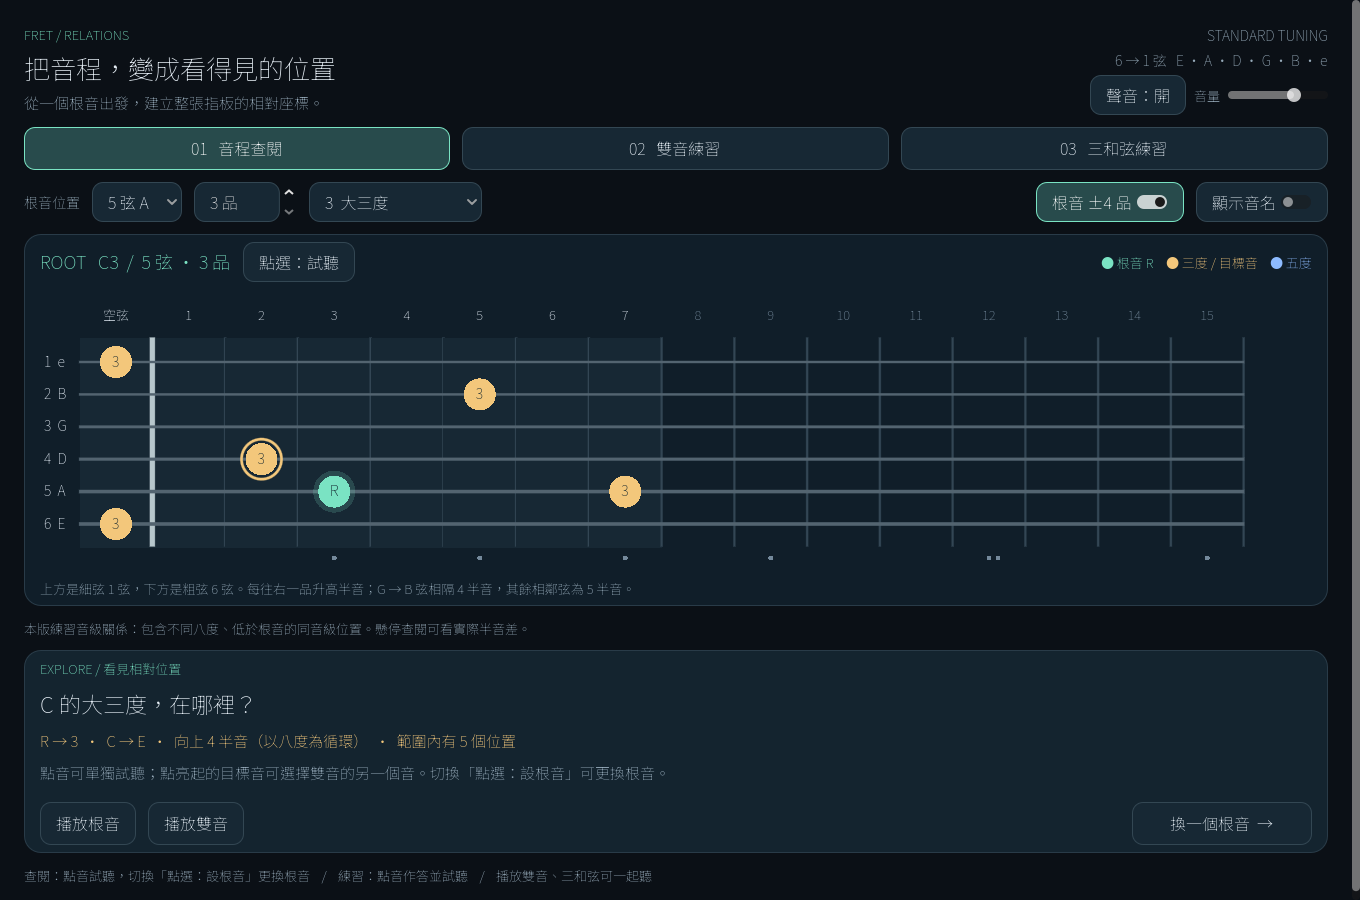 FRET / RELATIONS
STANDARD TUNING
把音程，變成看得見的位置
6→1弦 E · A · D · G · B · e
從一個根音出發，建立整張指板的相對座標。
聲音：開 音量
01 音程查閱 02 雙音練習 03 三和弦練習
根音位置 5弦 A 3品 3 大三度 根音 ±4 品 顯示音名
ROOT C3 / 5弦 · 3品 點選：試聽 根音 R 三度 / 目標音 五度
空弦 1 2 3 4 5 6 7 8 9 10 11 12 13 14 15
1 e 3
2 B 3
3 G
4 D 3
5 A R 3
6 E 3
上方是細弦 1 弦，下方是粗弦 6 弦。每往右一品升高半音；G→B 弦相隔 4 半音，其餘相鄰弦為 5 半音。
本版練習音級關係：包含不同八度、低於根音的同音級位置。懸停查閱可看實際半音差。
EXPLORE / 看見相對位置
C 的大三度，在哪裡？
R→3 · C→E · 向上 4 半音（以八度為循環） · 範圍內有 5 個位置
點音可單獨試聽；點亮起的目標音可選擇雙音的另一個音。切換「點選：設根音」可更換根音。
播放根音 播放雙音 換一個根音 →
查閱：點音試聽，切換「點選：設根音」更換根音 / 練習：點音作答並試聽 / 播放雙音、三和弦可一起聽